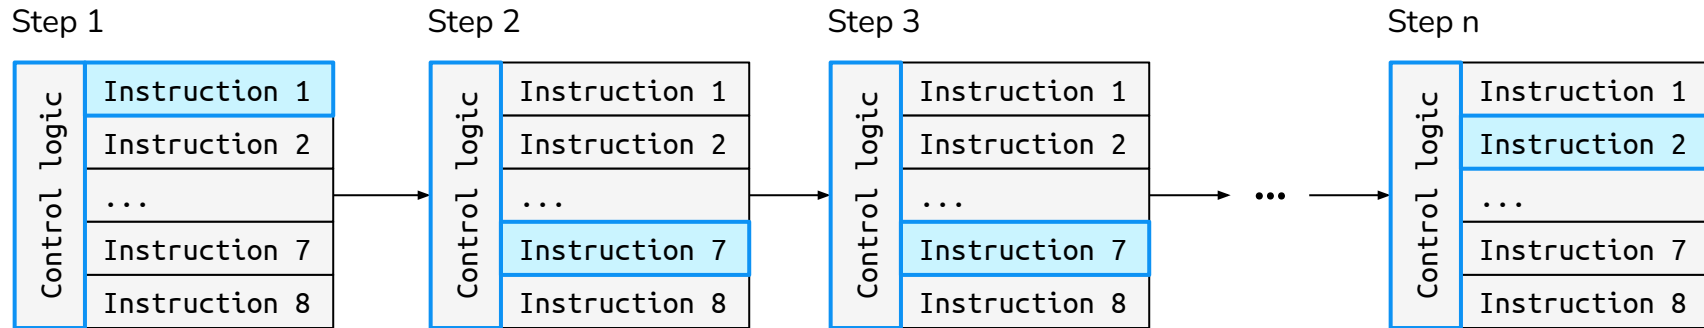 Step 1
Control logic
Instruction 1
Instruction 2
...
Instruction 7
Instruction 8
Step 2
Control logic
Instruction 1
Instruction 2
...
Instruction 7
Instruction 8
Step 3
Control logic
Instruction 1
Instruction 2
...
Instruction 7
Instruction 8
...
Step n
Control logic
Instruction 1
Instruction 2
...
Instruction 7
Instruction 8